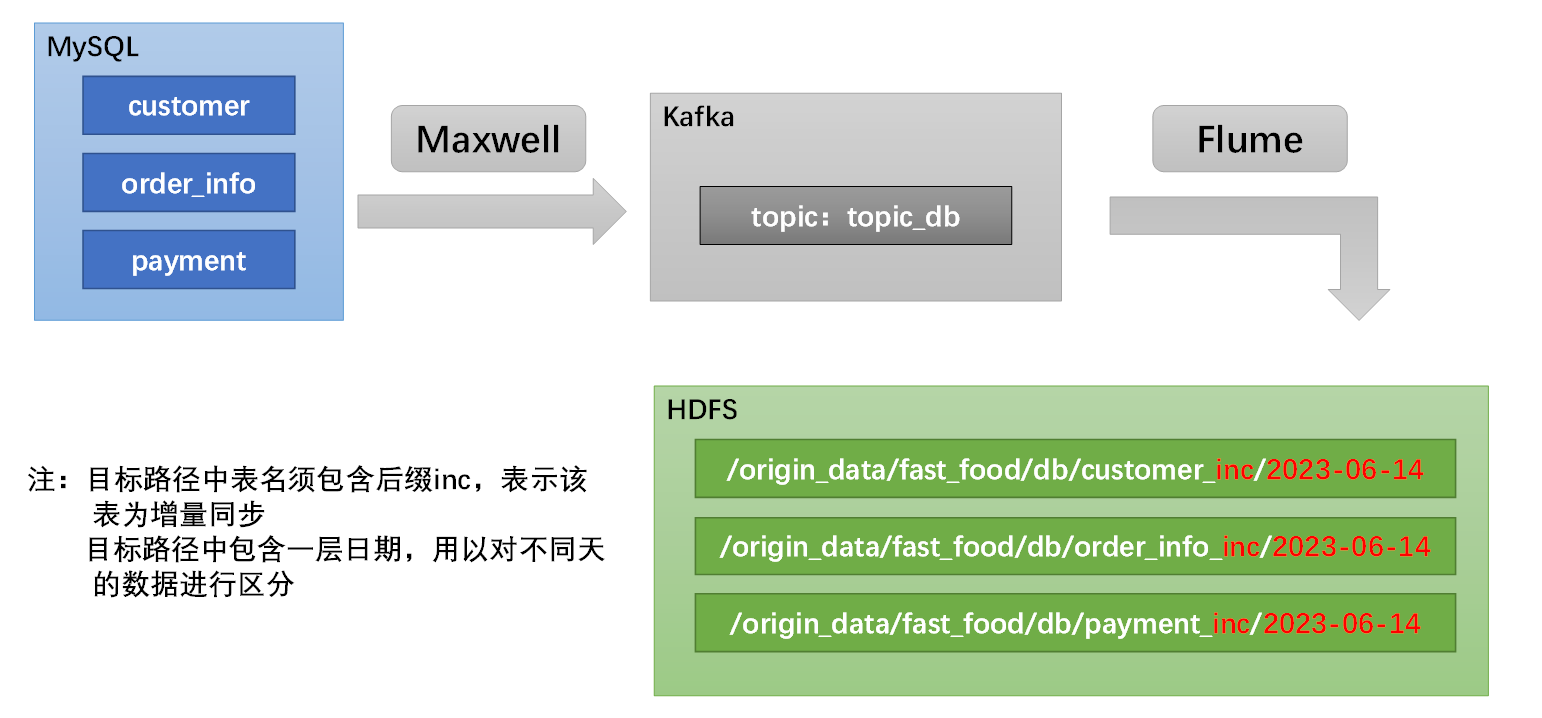 MySQL
customer
order_info
payment
Maxwell
Kafka
topic：topic_db
Flume
HDFS
/origin_data/fast_food/db/customer_inc/2023-06-14
/origin_data/fast_food/db/order_info_inc/2023-06-14
/origin_data/fast_food/db/payment_inc/2023-06-14
注：目标路径中表名须包含后缀inc，表示该
表为增量同步
目标路径中包含一层日期，用以对不同天
的数据进行区分